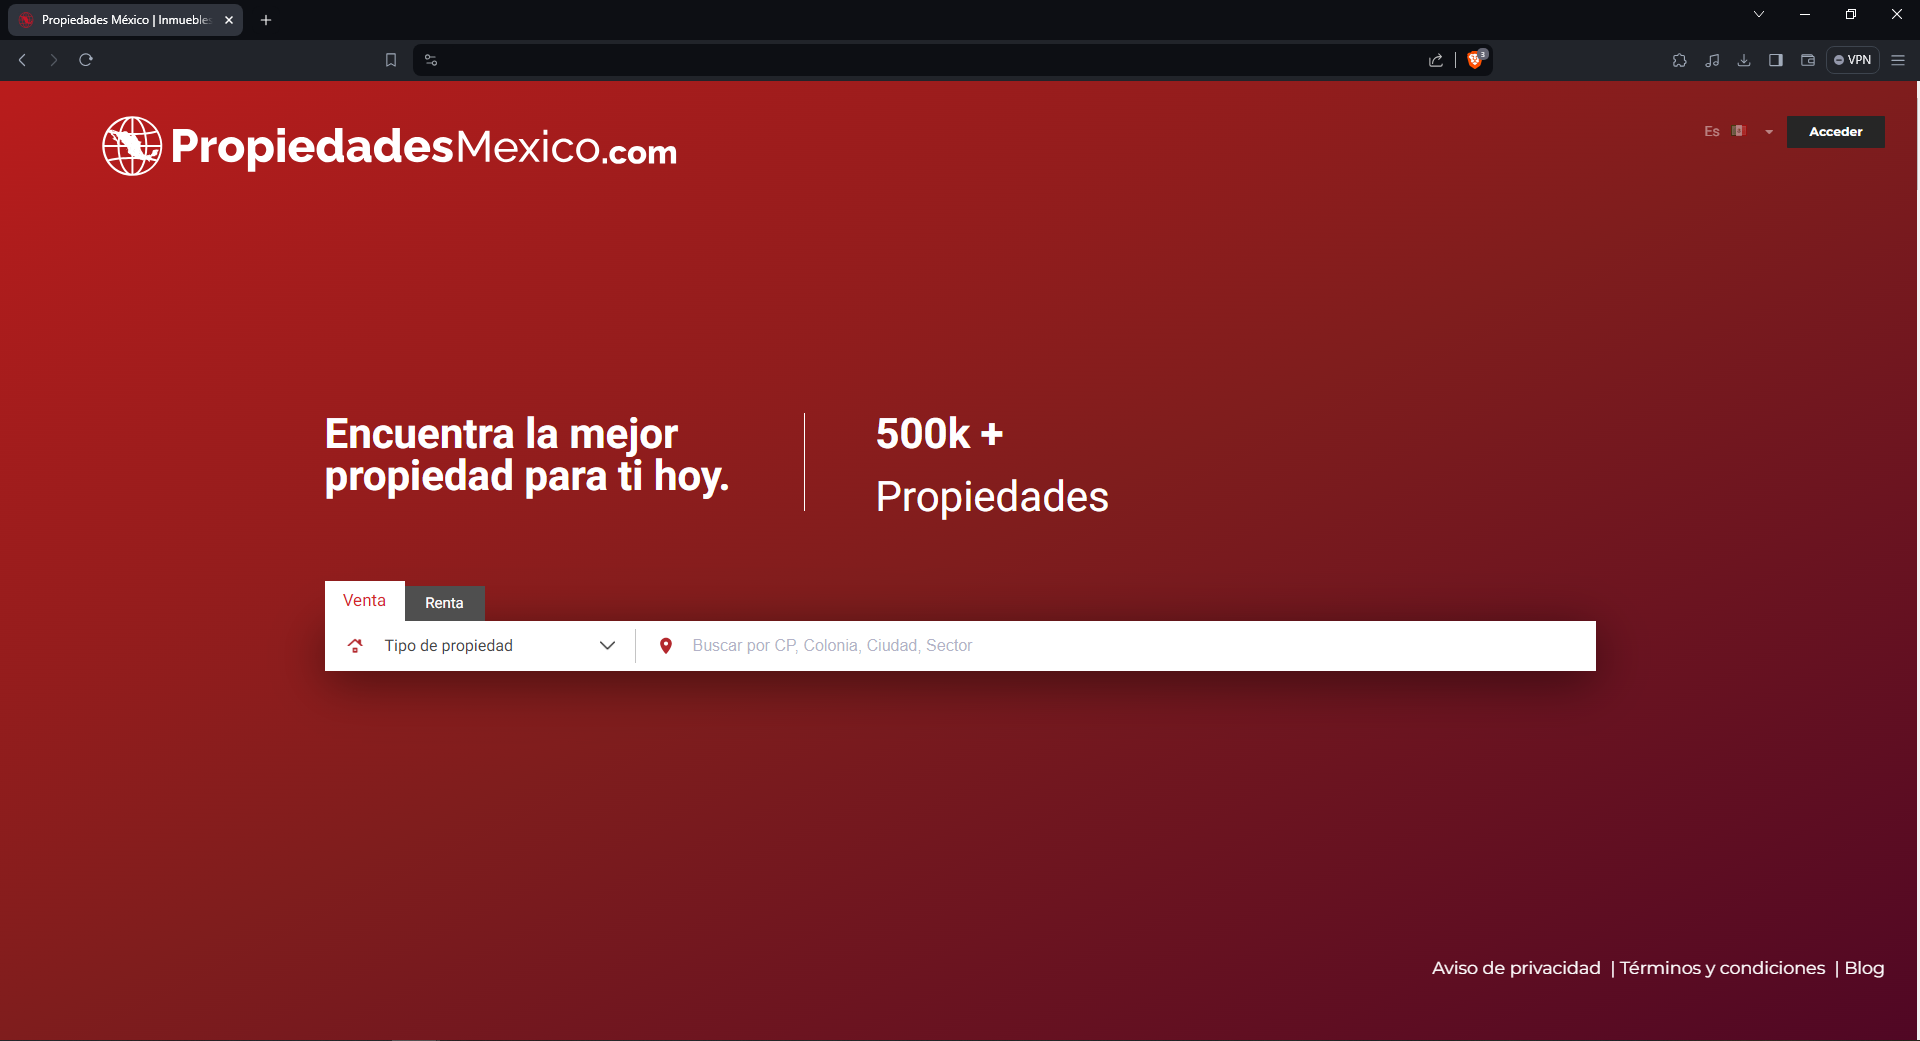 Propiedades México | Inmuebles
3
VPN
PropiedadesMexico.com
Es
Acceder
Encuentra la mejor
propiedad para ti hoy.
500k +
Propiedades
Venta
Renta
Tipo de propiedad
Buscar por CP, Colonia, Ciudad, Sector
Aviso de privacidad | Términos y condiciones | Blog